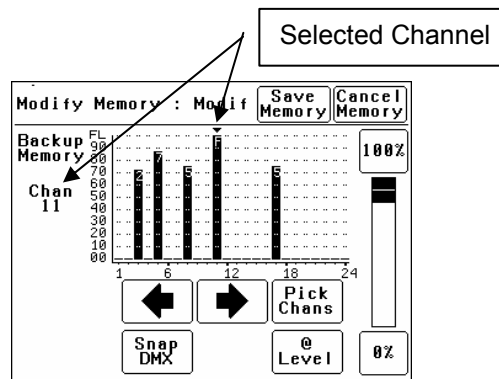 Selected Channel
Modify Memory : Modif
Save Memory
Cancel Memory
Backup Memory
Chan 11
FL
90
80
70
60
50
40
30
20
10
00
2
7
5
F
5
1 6 12 18 24
100%
Pick Chans
Snap DMX
@ Level
0%